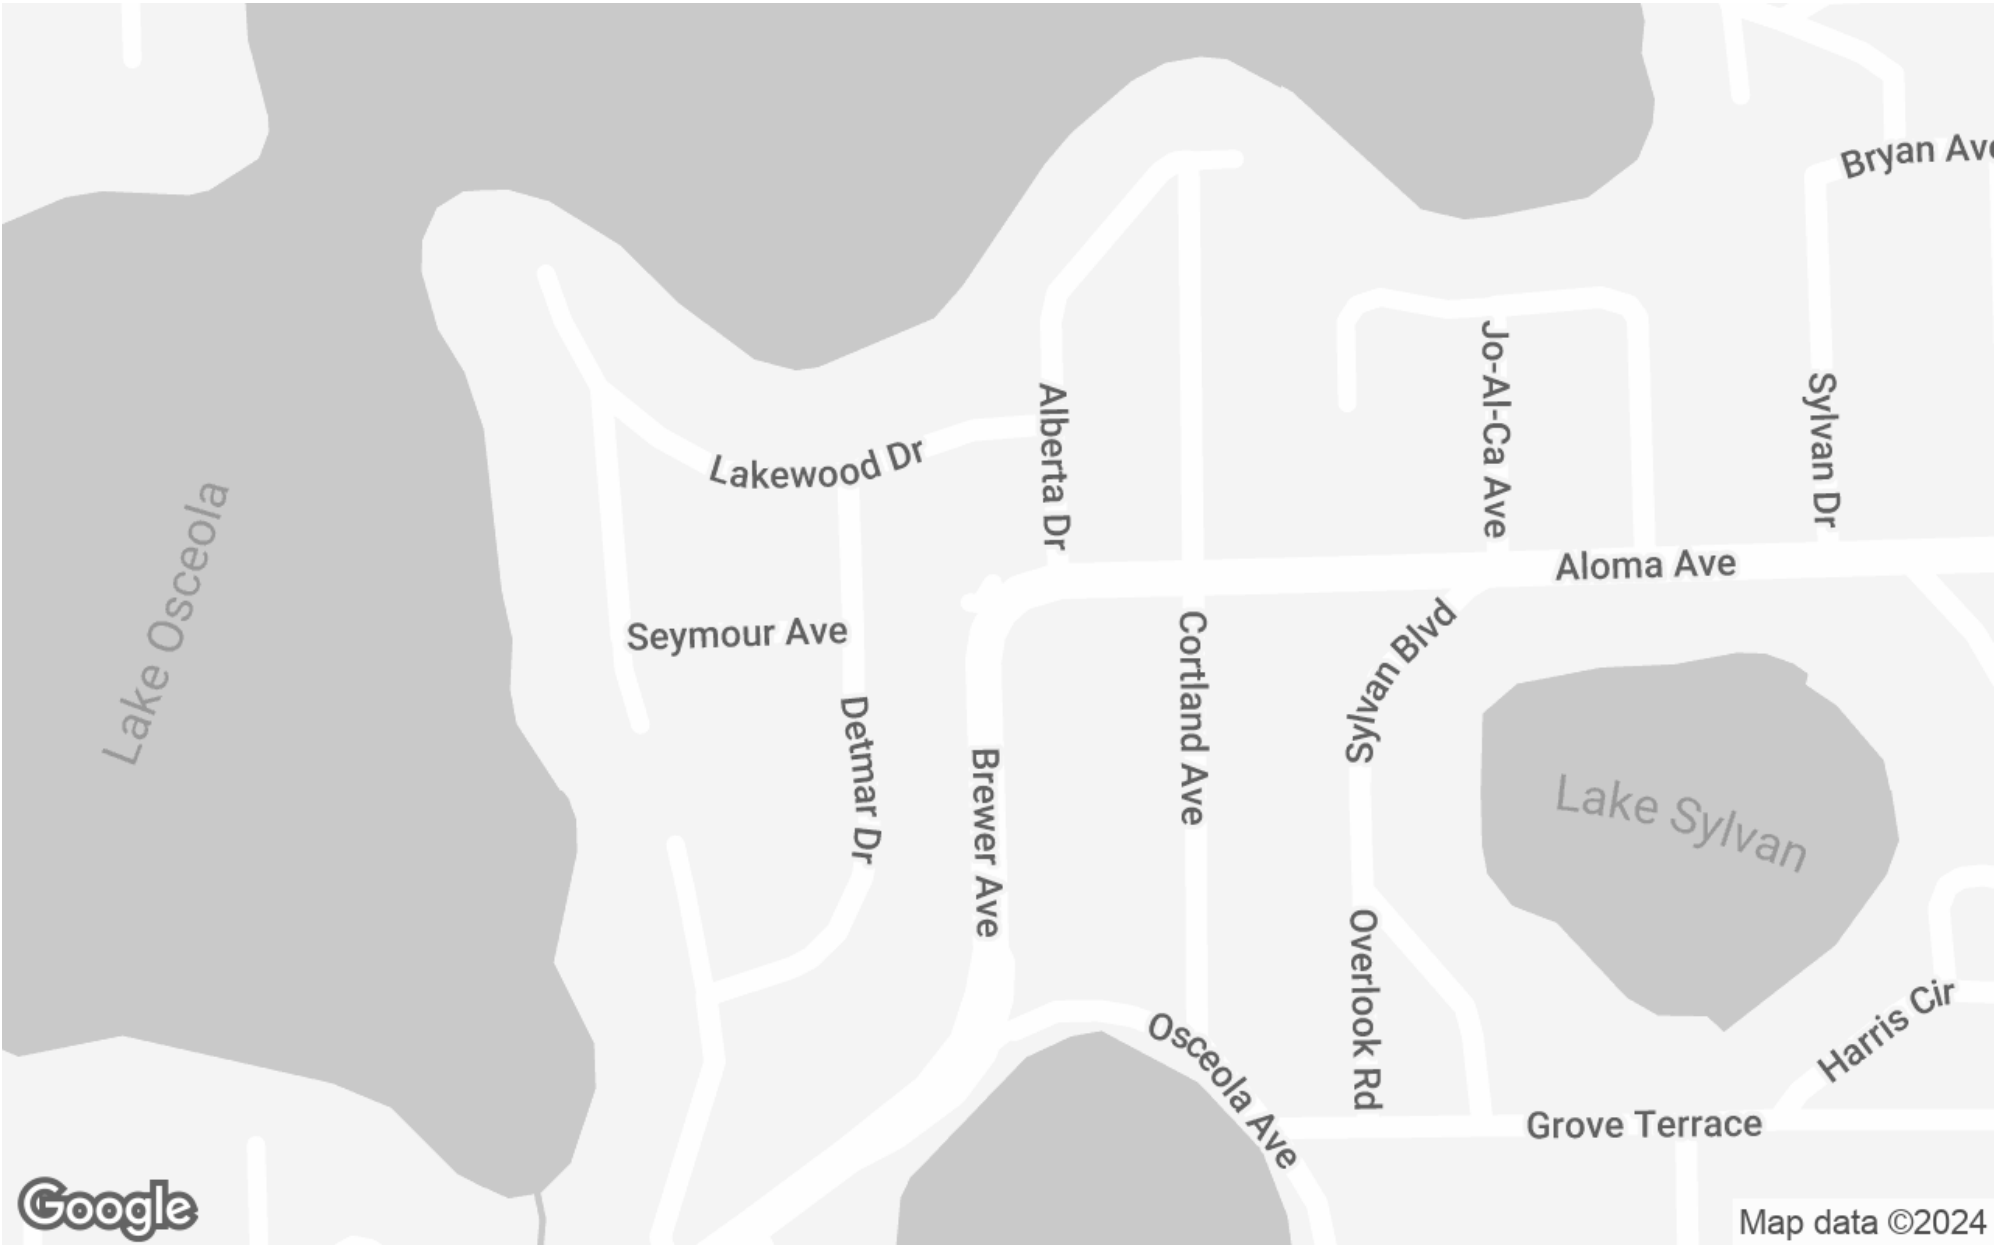 Bryan Ave
Jo-Al-Ca Ave
Sylvan Dr
Alberta Dr
Lakewood Dr
Lake Osceola
Aloma Ave
Seymour Ave
Sylvan Blvd
Cortland Ave
Detmar Dr
Brewer Ave
Lake Sylvan
Overlook Rd
Harris Cir
Osceola Ave
Grove Terrace
Google
Map data ©2024